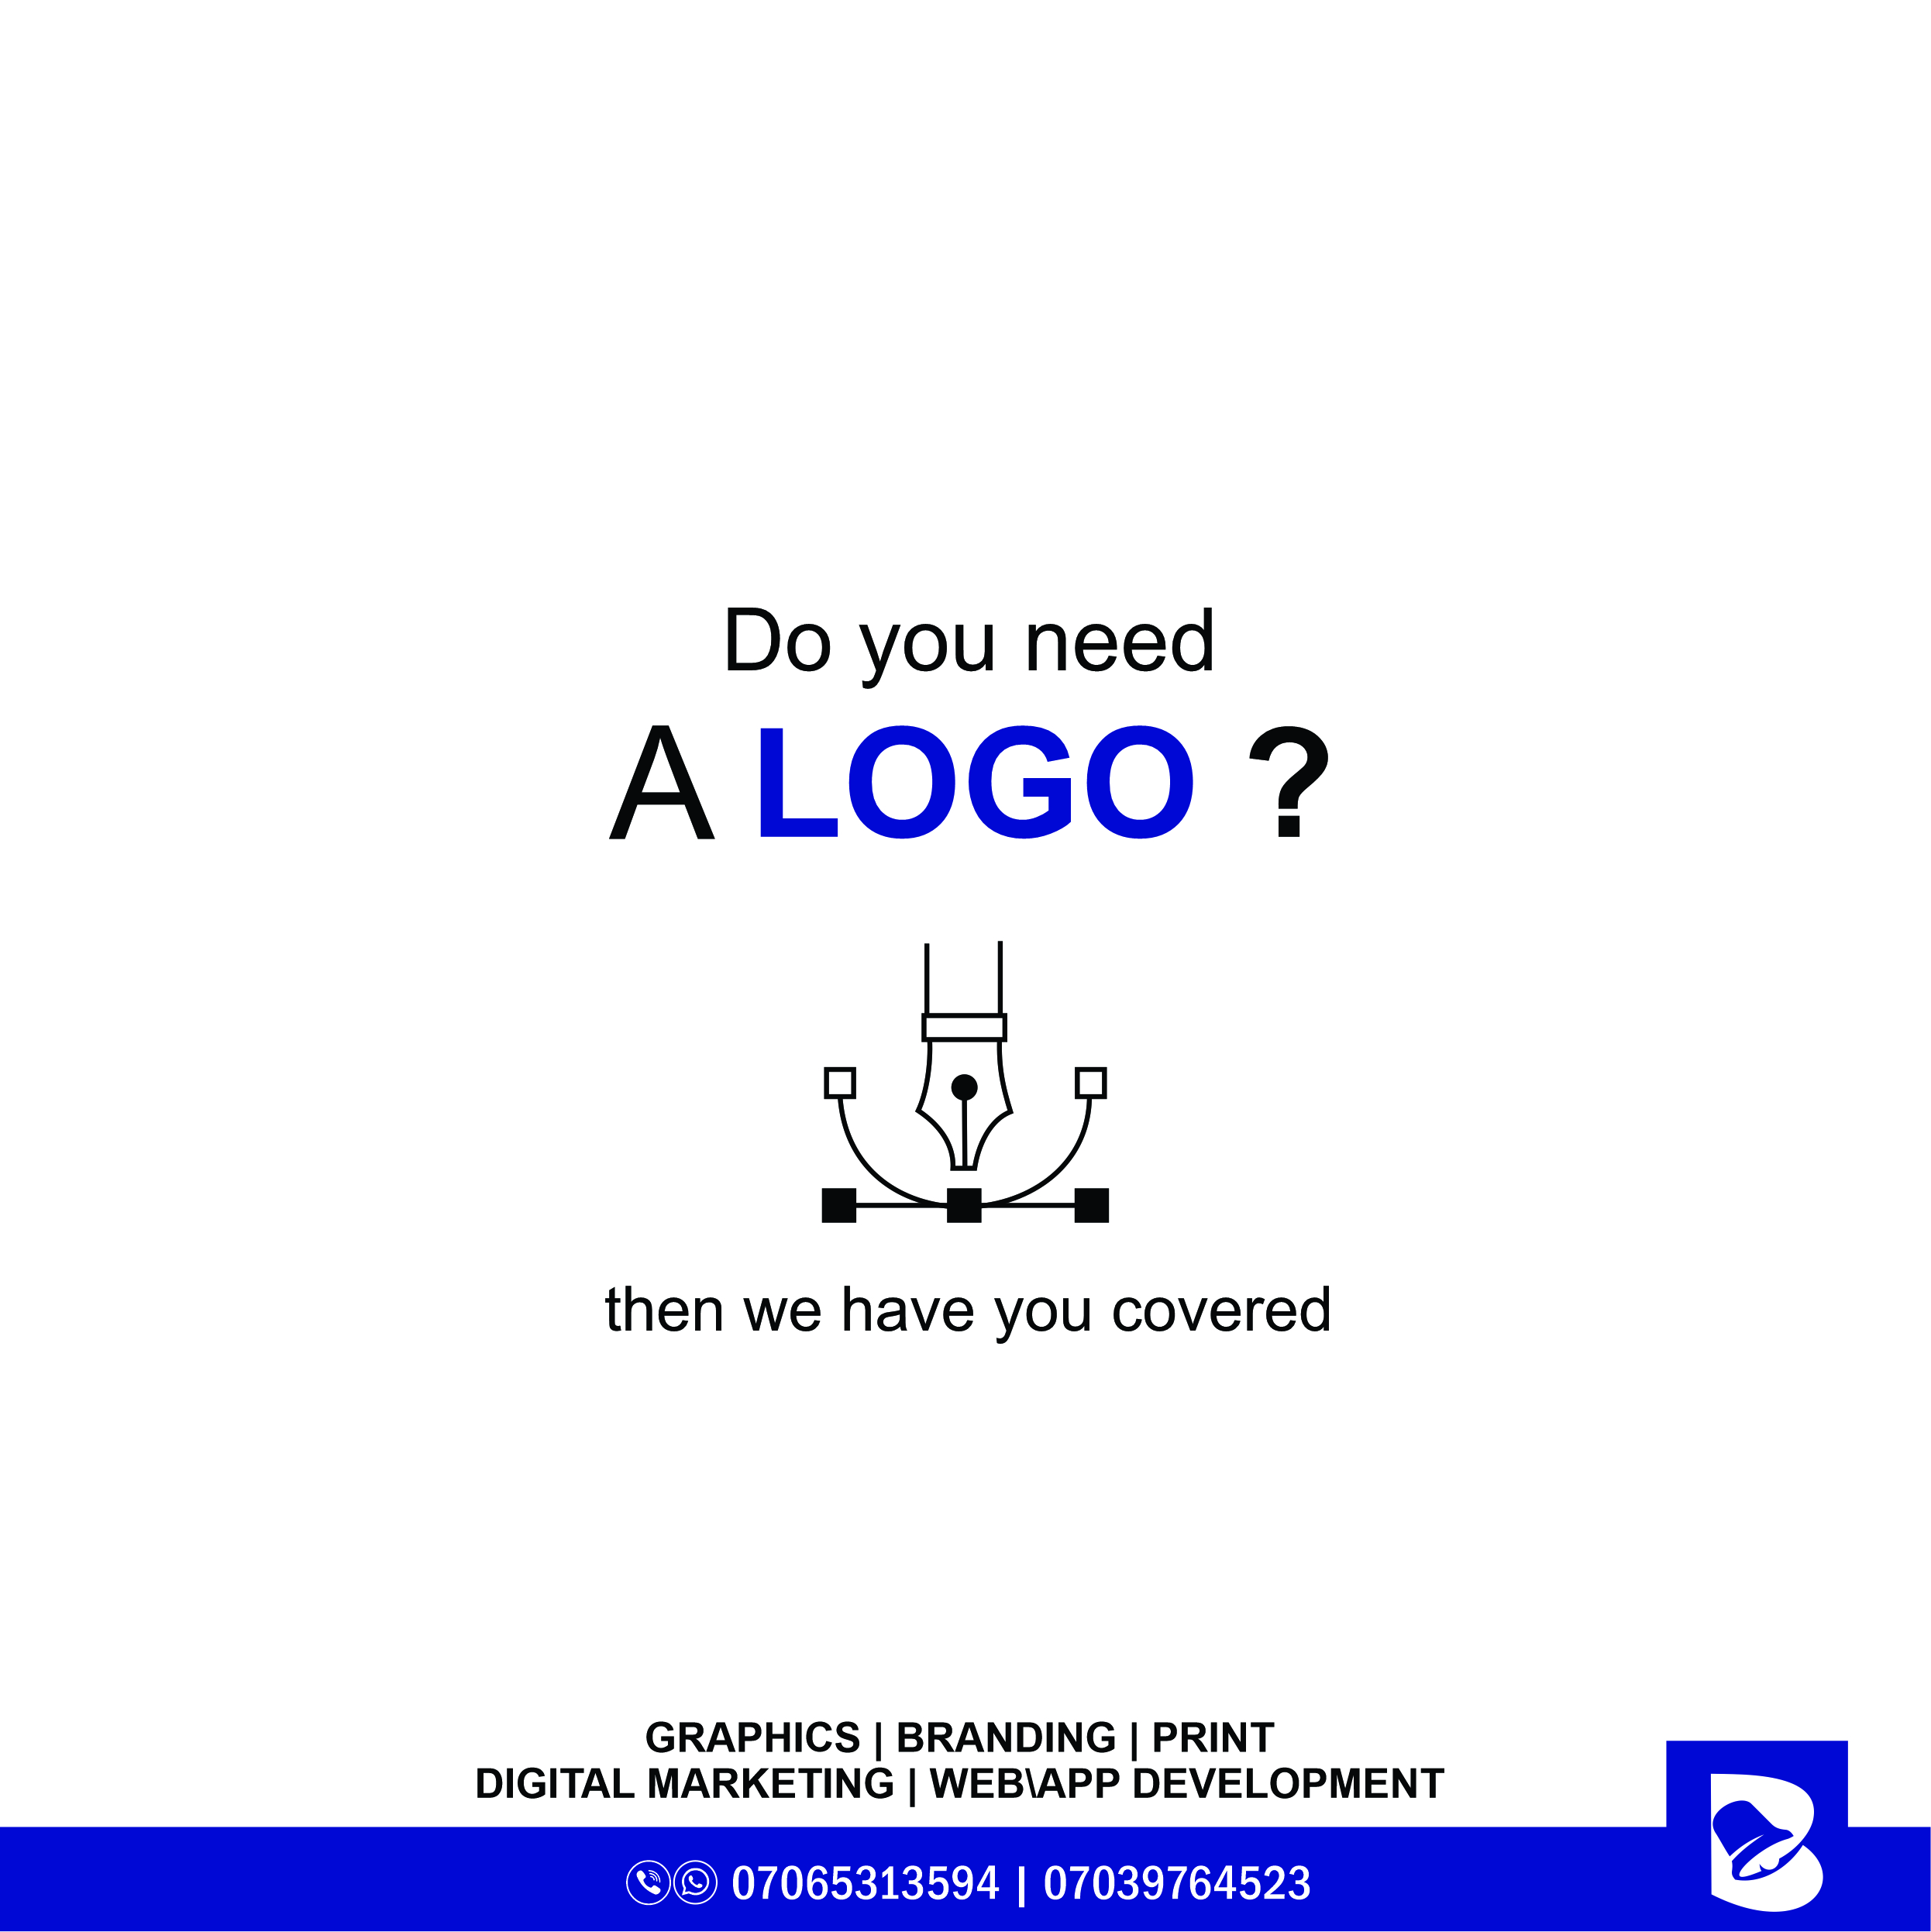 Do you need
A LOGO ?
then we have you covered
GRAPHICS | BRANDING | PRINT
DIGITAL MARKETING | WEB\APP DEVELOPMENT
07065313594 | 07039764523